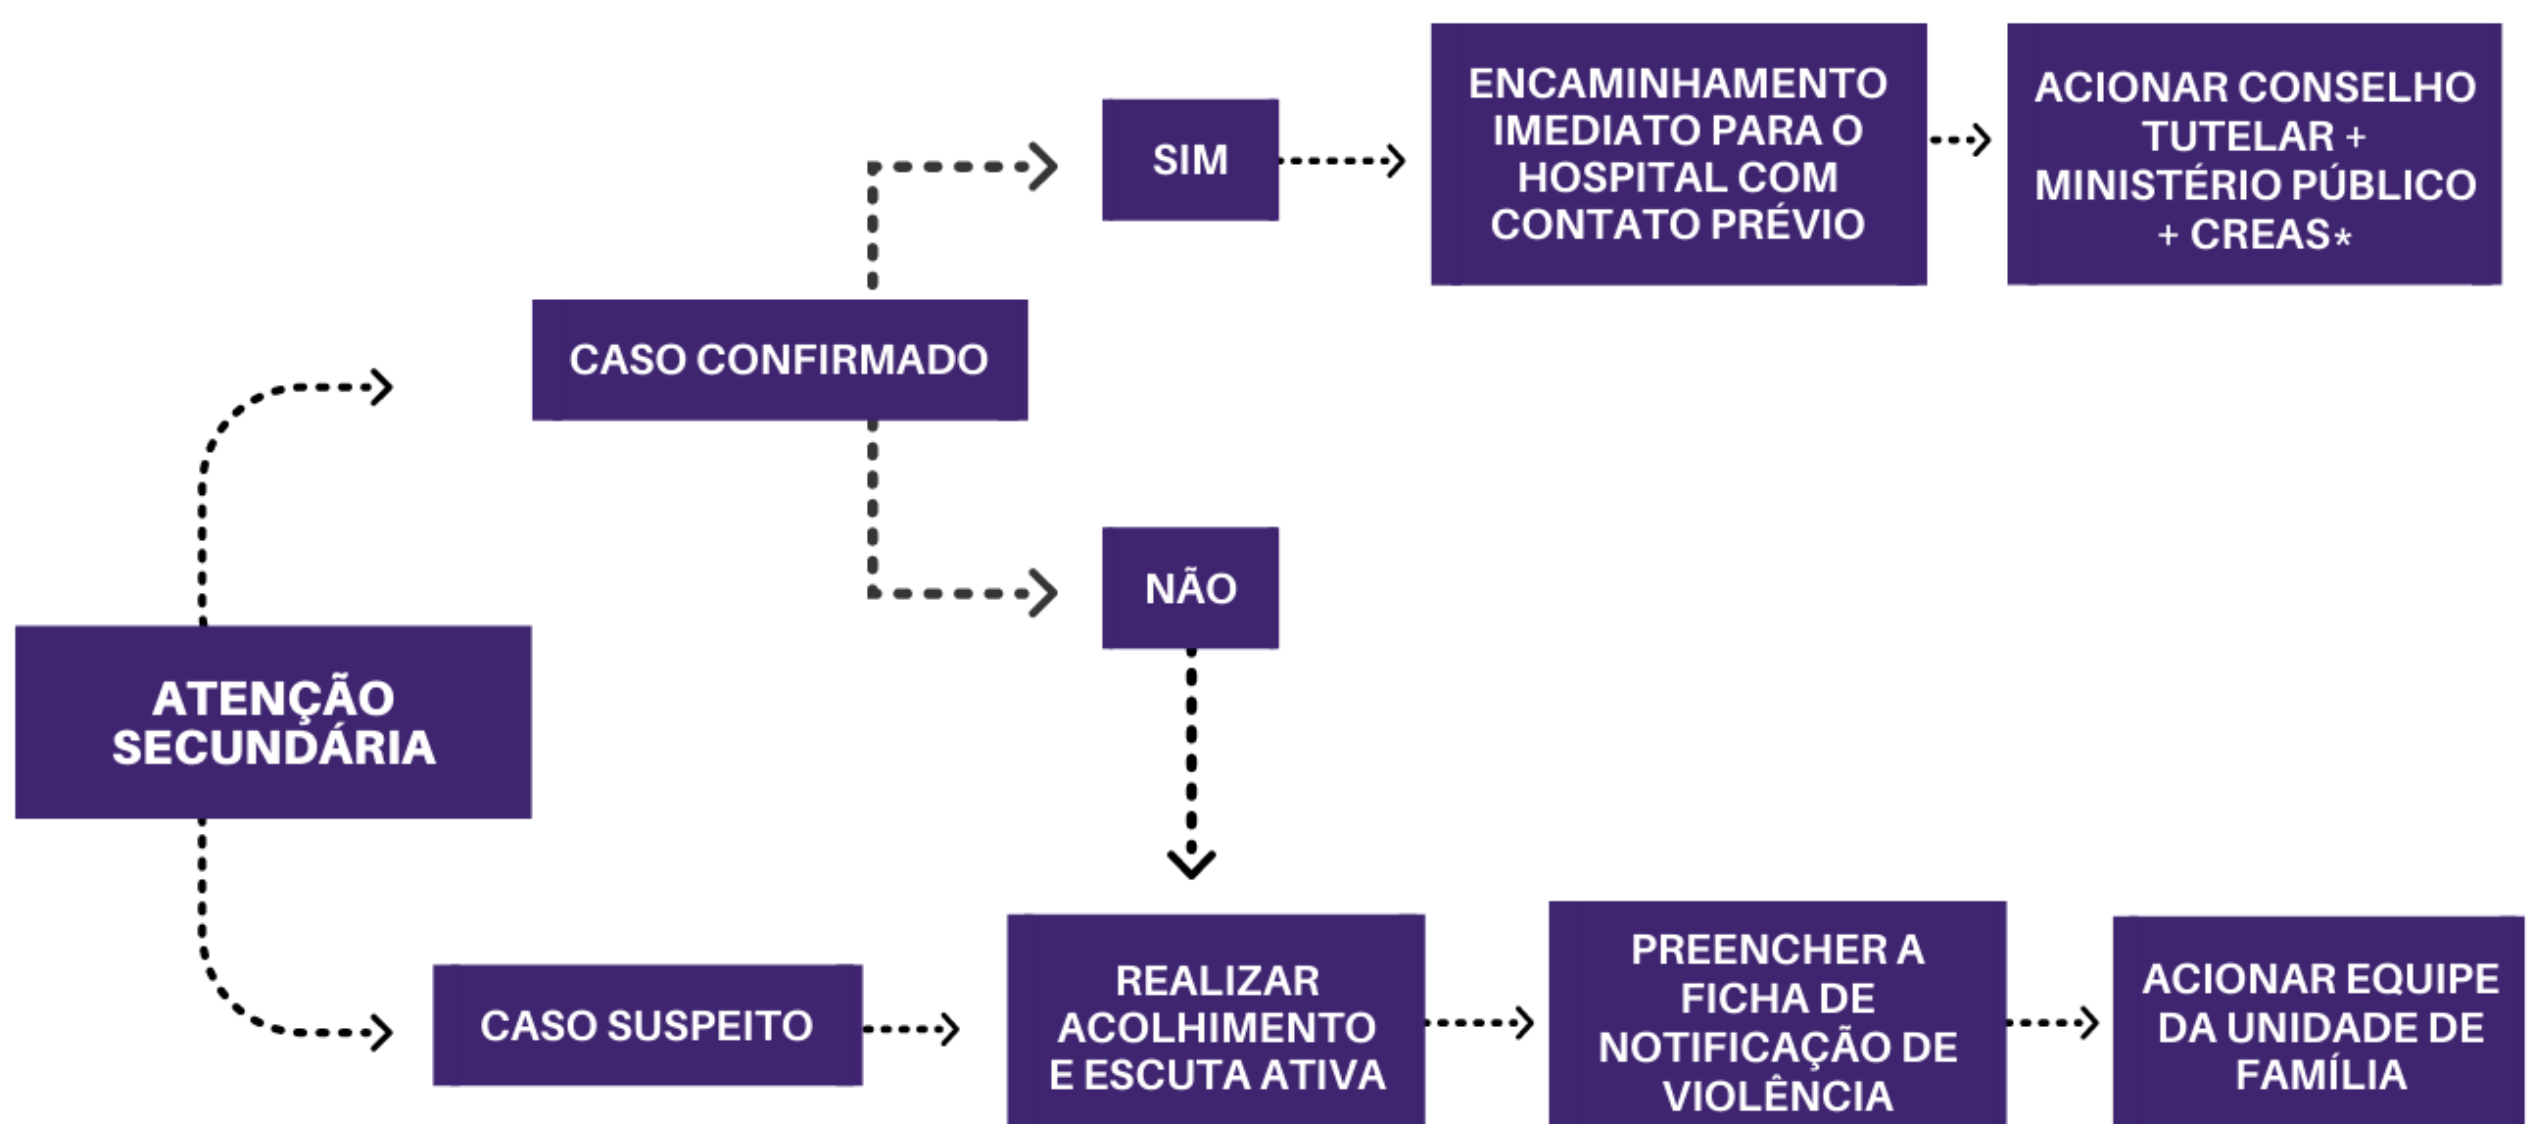 ENCAMINHAMENTO
IMEDIATO PARA O
HOSPITAL COM
CONTATO PRÉVIO
ACIONAR CONSELHO
TUTELAR +
MINISTÉRIO PÚBLICO
+ CREAS*
SIM
CASO CONFIRMADO
NÃO
ATENÇÃO
SECUNDÁRIA
CASO SUSPEITO
REALIZAR
ACOLHIMENTO
E ESCUTA ATIVA
PREENCHER A
FICHA DE
NOTIFICAÇÃO DE
VIOLÊNCIA
ACIONAR EQUIPE
DA UNIDADE DE
FAMÍLIA